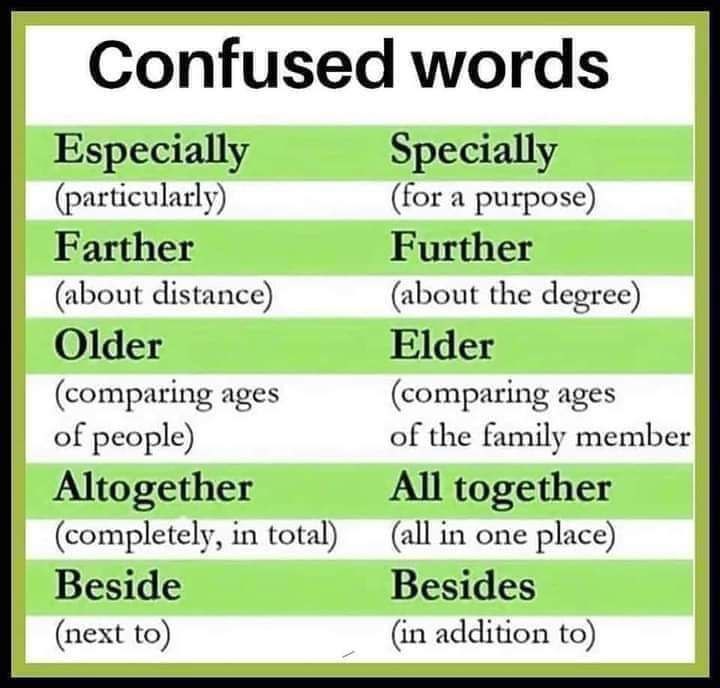 Confused words
Especially Specially
(particularly) (for a purpose)
Farther Further
(about distance) (about the degree)
Older Elder
(comparing ages (comparing ages
of people) of the family member
Altogether All together
(completely, in total) (all in one place)
Beside Besides
(next to) (in addition to)